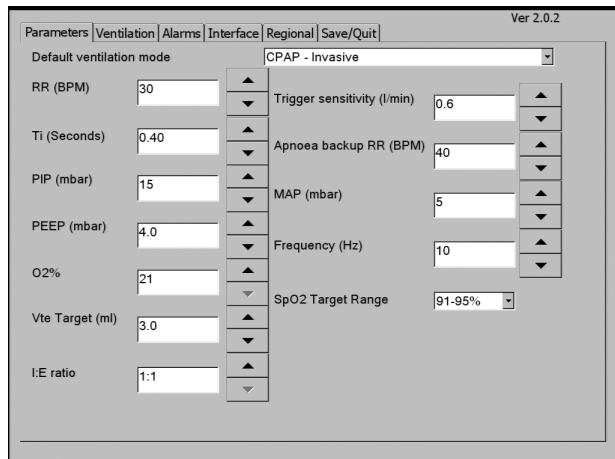 Ver 2.0.2
Parameters Ventilation Alarms Interface Regional Save/Quit
Default ventilation mode CPAP - Invasive
RR (BPM) 30
Ti (Seconds) 0.40
PIP (mbar) 15
PEEP (mbar) 4.0
O2% 21
Vte Target (ml) 3.0
I:E ratio 1:1
Trigger sensitivity (l/min) 0.6
Apnoea backup RR (BPM) 40
MAP (mbar) 5
Frequency (Hz) 10
SpO2 Target Range 91-95%